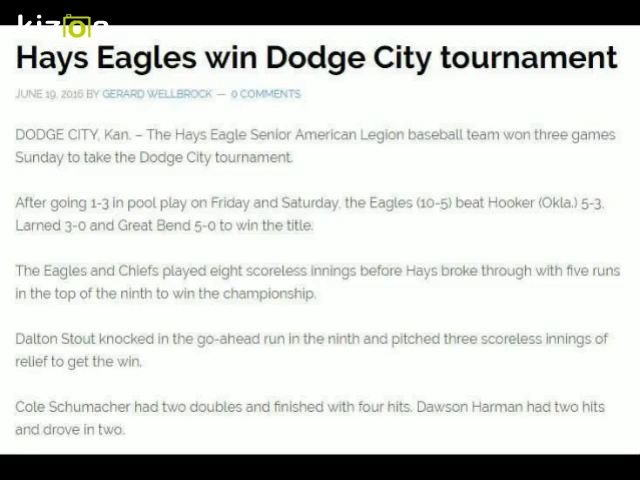 kizoa
Hays Eagles win Dodge City tournament
JUNE 19, 2016 BY GERARD WELLBROCK — 0 COMMENTS
DODGE CITY, Kan. – The Hays Eagle Senior American Legion baseball team won three games
Sunday to take the Dodge City tournament.
After going 1-3 in pool play on Friday and Saturday, the Eagles (10-5) beat Hooker (Okla.) 5-3,
Larned 3-0 and Great Bend 5-0 to win the title.
The Eagles and Chiefs played eight scoreless innings before Hays broke through with five runs
in the top of the ninth to win the championship.
Dalton Stout knocked in the go-ahead run in the ninth and pitched three scoreless innings of
relief to get the win.
Cole Schumacher had two doubles and finished with four hits. Dawson Harman had two hits
and drove in two.